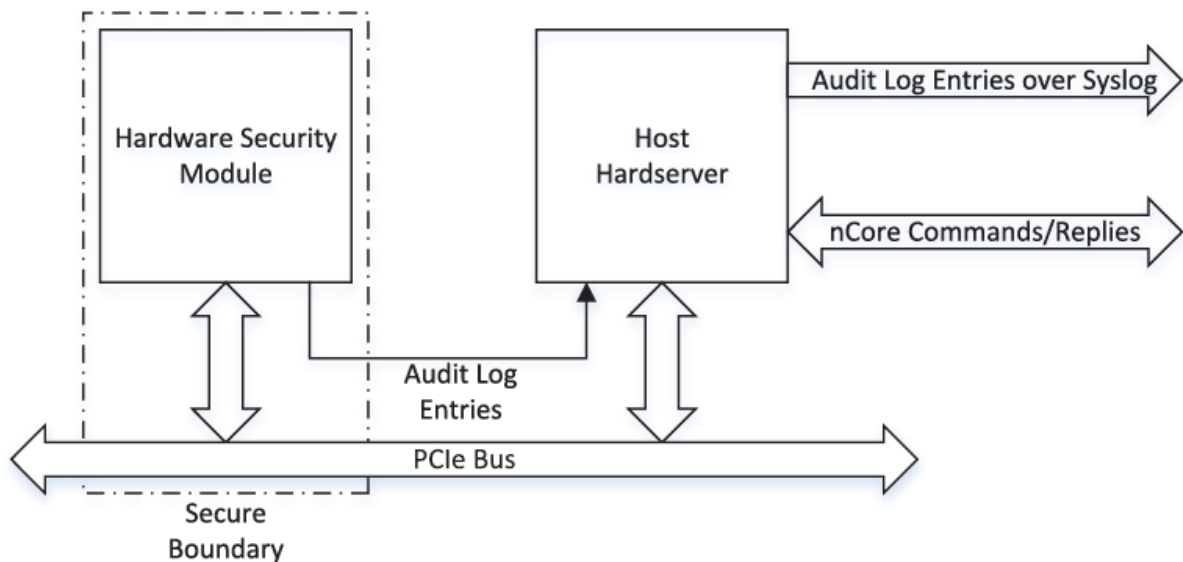 Hardware Security
Module
Host
Hardserver
Audit Log Entries over Syslog
nCore Commands/Replies
Audit Log
Entries
PCIe Bus
Secure
Boundary